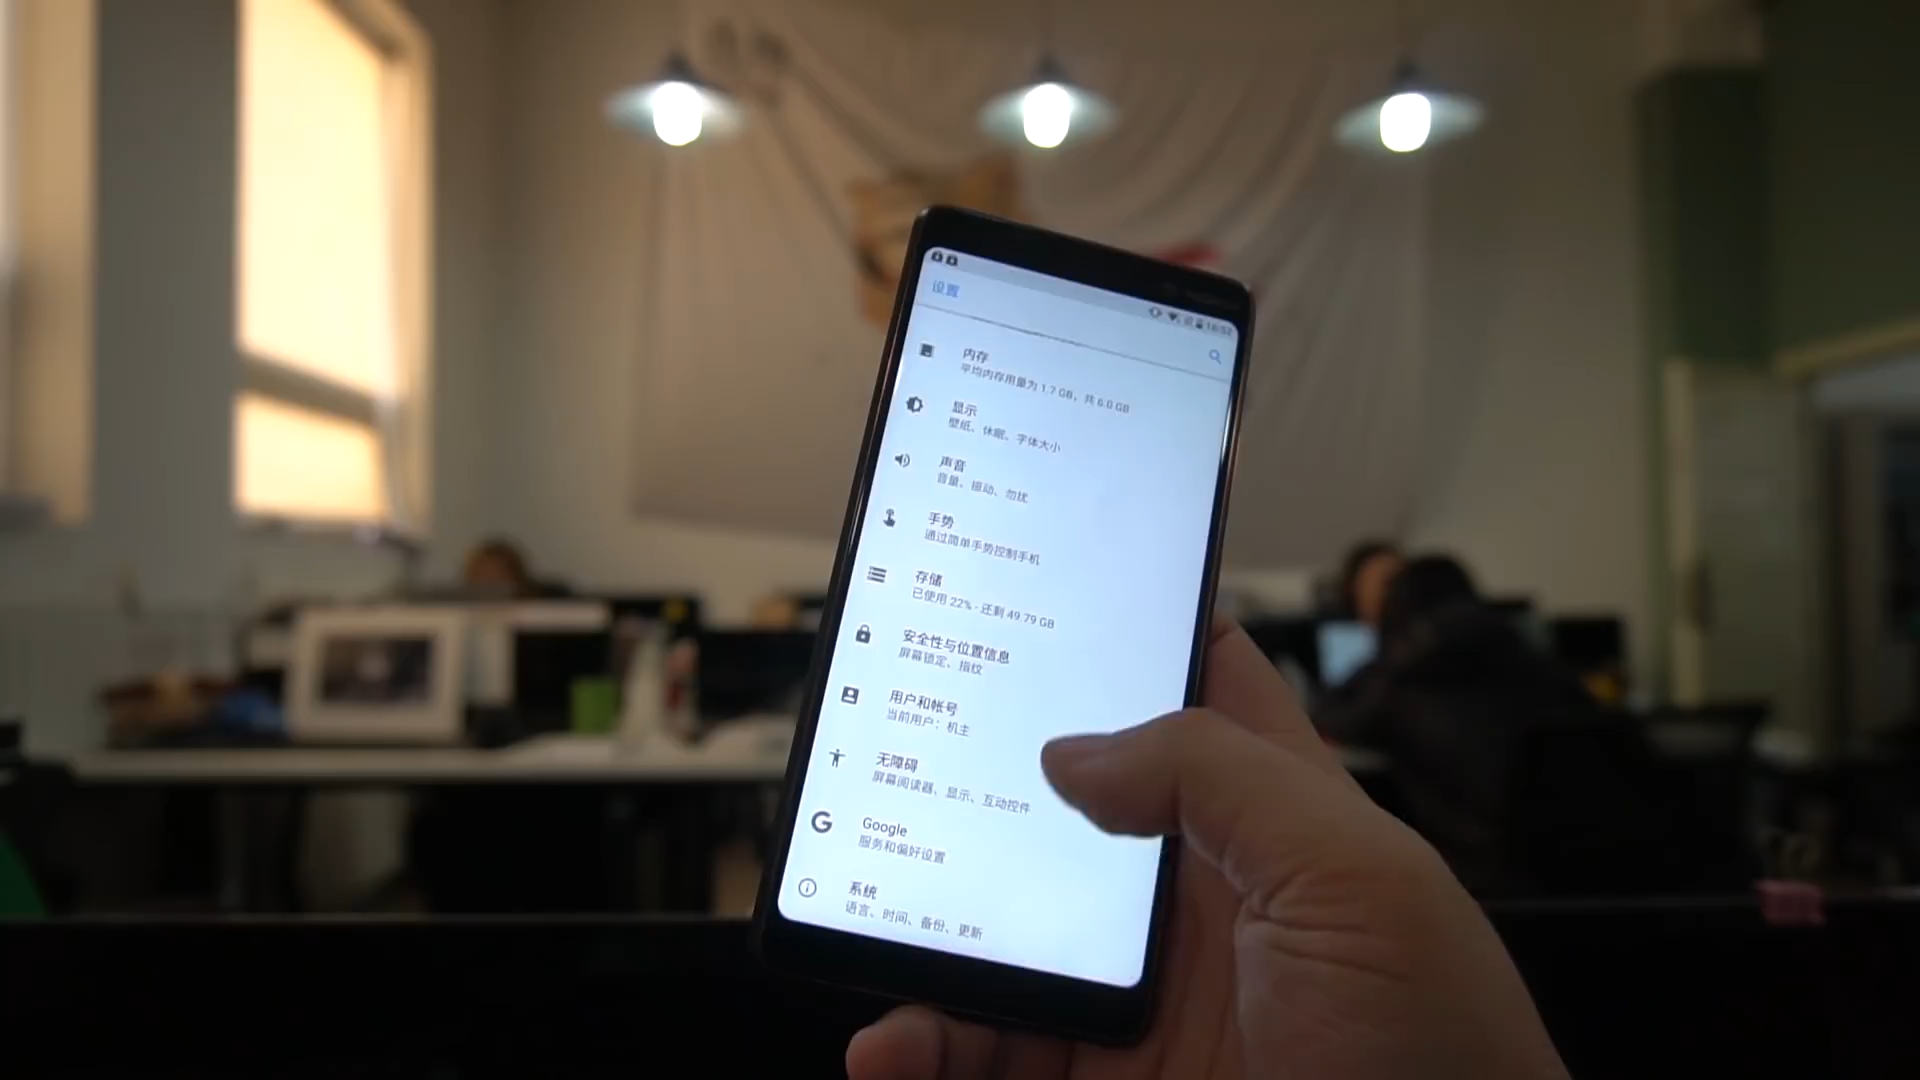 设置
内存
平均内存用量为 1.7 GB，共 6.0 GB
显示
壁纸、休眠、字体大小
声音
音量、振动、勿扰
手势
通过简单手势控制手机
存储
已使用 22% - 还剩 49.79 GB
安全性与位置信息
屏幕锁定、指纹
用户和帐号
当前用户：机主
无障碍
屏幕阅读器、显示、互动控件
Google
服务和偏好设置
系统
语言、时间、备份、更新